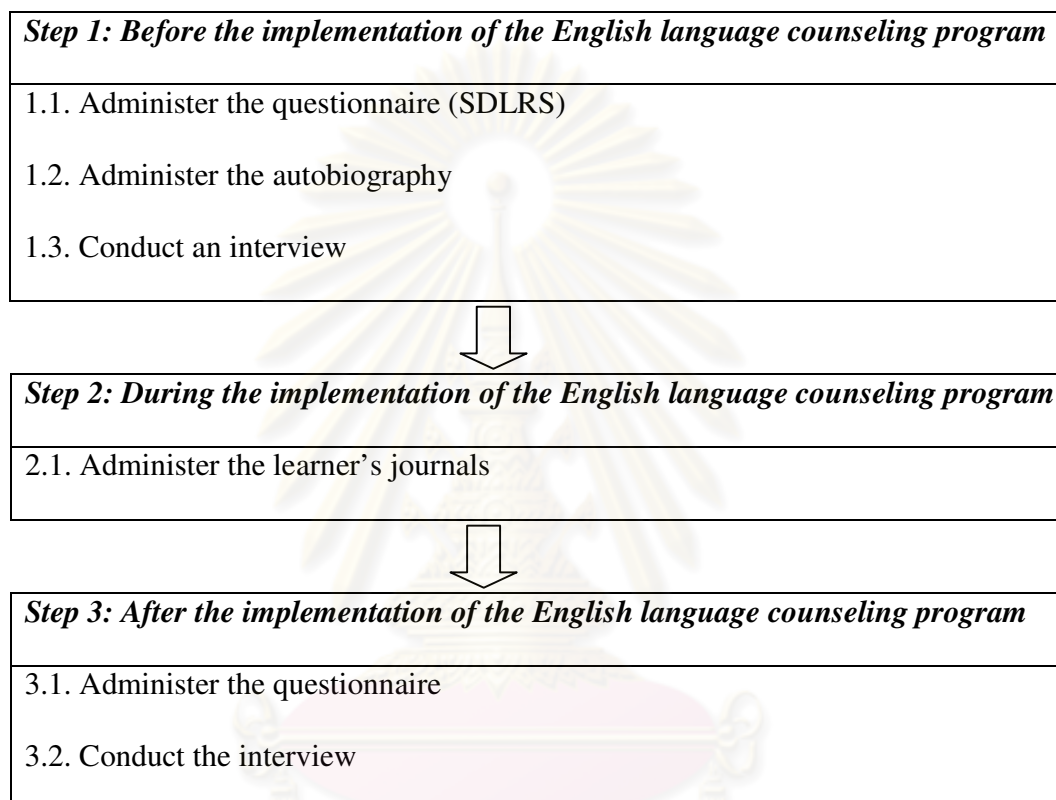 Step 1: Before the implementation of the English language counseling program
1.1. Administer the questionnaire (SDLRS)
1.2. Administer the autobiography
1.3. Conduct an interview
Step 2: During the implementation of the English language counseling program
2.1. Administer the learner’s journals
Step 3: After the implementation of the English language counseling program
3.1. Administer the questionnaire
3.2. Conduct the interview